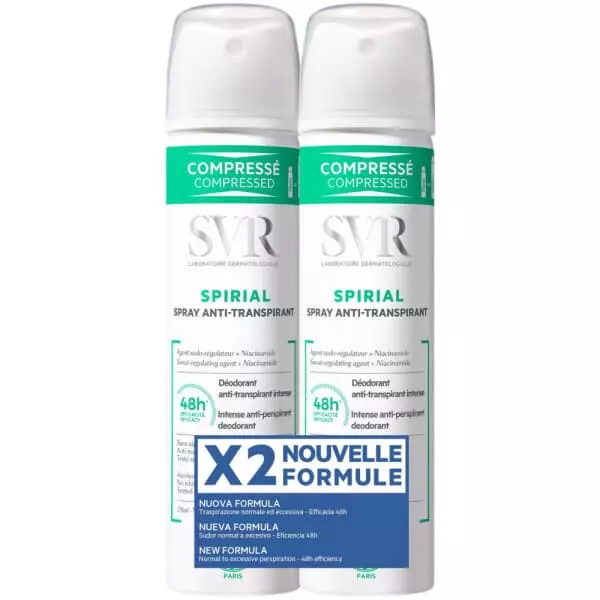 COMPRESSÉ
COMPRESSED
SVR
LABORATOIRE DERMATOLOGIQUE
SPIRIAL
SPRAY ANTI-TRANSPIRANT
Agent sudo-régulateur + Niacinamide
Sweat-regulating agent + Niacinamide
48h*
EFFICACITÉ
EFFICACY
Déodorant
anti-transpirant intense
Intense anti-perspirant
deodorant
COMPRESSÉ
COMPRESSED
SVR
LABORATOIRE DERMATOLOGIQUE
SPIRIAL
SPRAY ANTI-TRANSPIRANT
Agent sudo-régulateur + Niacinamide
Sweat-regulating agent + Niacinamide
48h*
EFFICACITÉ
EFFICACY
Déodorant
anti-transpirant intense
Intense anti-perspirant
deodorant
X2 NOUVELLE
FORMULE
NUOVA FORMULA
Traspirazione normale ed eccessiva - Efficacia 48h
NUEVA FORMULA
Sudor normal a excesivo - Eficiencia 48h
NEW FORMULA
Normal to excessive perspiration - 48h efficiency
PARIS
PARIS